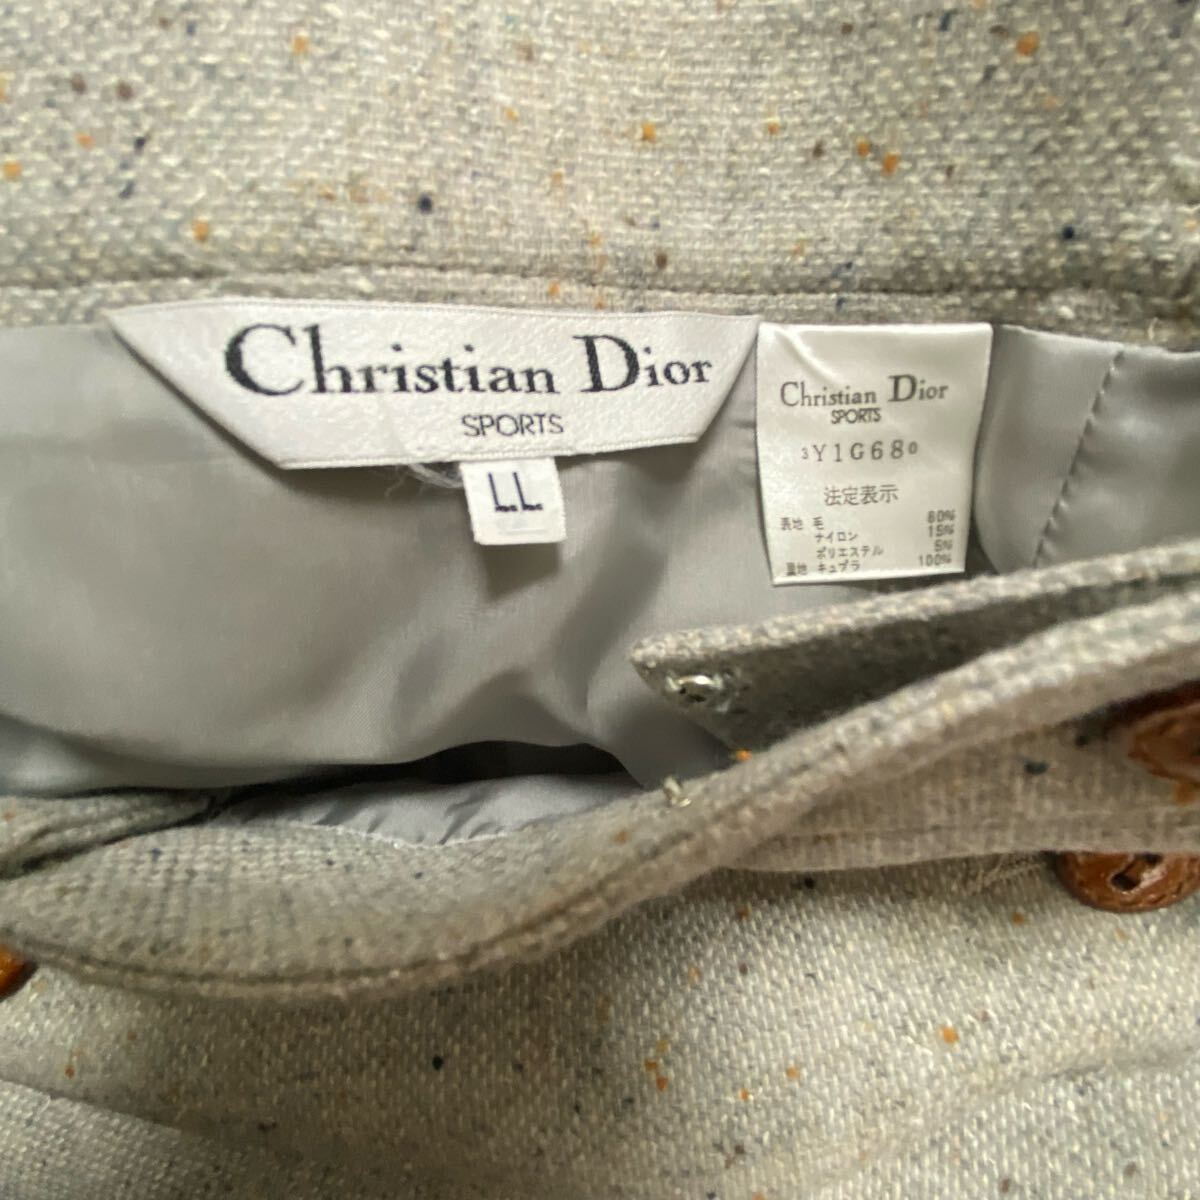 Christian Dior
SPORTS
LL
Christian Dior
SPORTS
3Y1G680
法定表示
表地 毛 80%
ナイロン 15%
ポリエステル 5%
裏地 キュプラ 100%